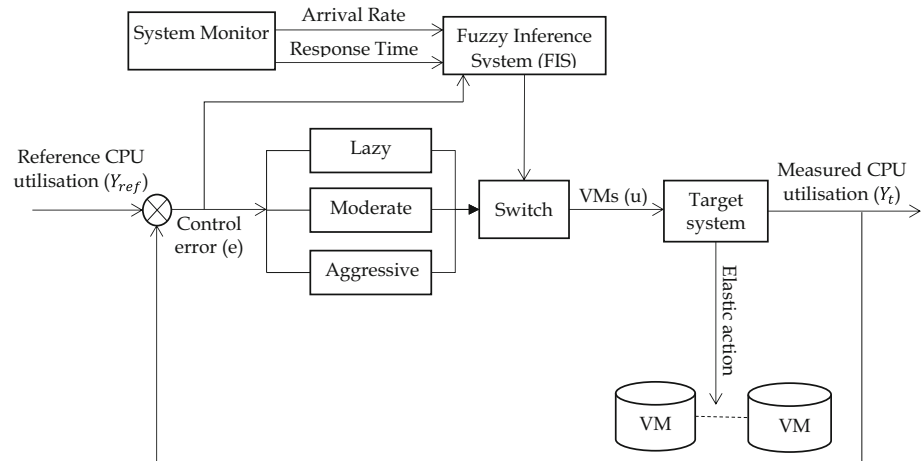 Arrival Rate
System Monitor
Response Time
Fuzzy Inference
System (FIS)
Reference CPU
utilisation (Y_ref)
Control
error (e)
Lazy
Moderate
Aggressive
Switch
VMs (u)
Target
system
Measured CPU
utilisation (Y_t)
Elastic action
VM
VM